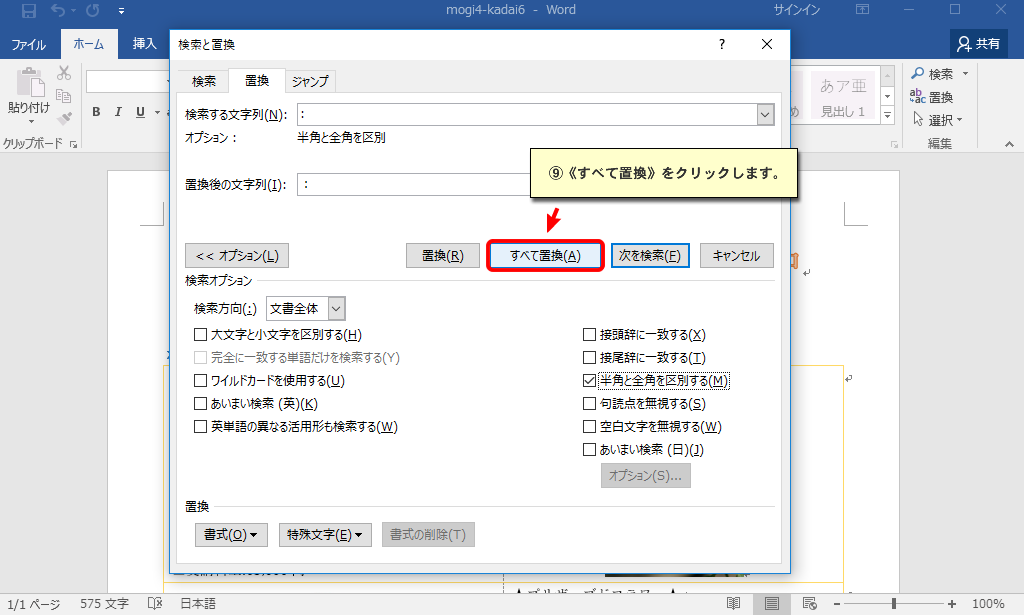 mogi4-kadai6 - Word
サインイン
ファイル
ホーム
挿入
共有
検索と置換
?
貼り付け
B I U
クリップボード
あア亜
見出し 1
め
検索
置換
選択
編集
検索
置換
ジャンプ
検索する文字列(N):
:
オプション :
半角と全角を区別
置換後の文字列(I):
:
⑨《すべて置換》をクリックします。
<< オプション(L)
置換(R)
すべて置換(A)
次を検索(F)
キャンセル
検索オプション
検索方向(:)
文書全体
大文字と小文字を区別する(H)
完全に一致する単語だけを検索する(Y)
ワイルドカードを使用する(U)
あいまい検索 (英)(K)
英単語の異なる活用形も検索する(W)
接頭辞に一致する(X)
接尾辞に一致する(T)
半角と全角を区別する(M)
句読点を無視する(S)
空白文字を無視する(W)
あいまい検索 (日)(J)
オプション(S)...
置換
書式(O)
特殊文字(E)
書式の削除(T)
1/1 ページ
575 文字
日本語
100%